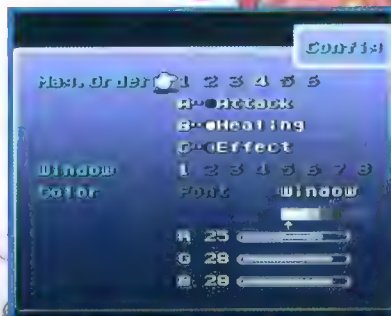 Config
Mag.Order 1 2 3 4 5 6
A••●Attack
B••●Healing
C••●Effect
Window 1 2 3 4 5 6 7 8
Color Font Window
R 25
G 28
B 28